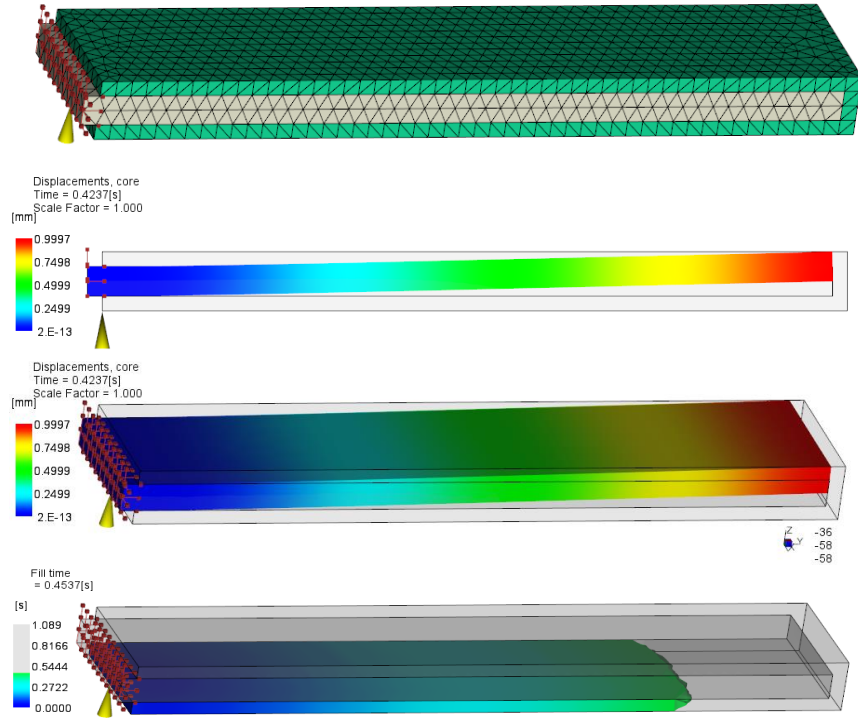 Displacements, core
Time = 0.4237[s]
Scale Factor = 1.000
[mm]
0.9997
0.7498
0.4999
0.2499
2.E-13
Displacements, core
Time = 0.4237[s]
Scale Factor = 1.000
[mm]
0.9997
0.7498
0.4999
0.2499
2.E-13
Z
Y
-36
-58
-58
Fill time
= 0.4537[s]
[s]
1.089
0.8166
0.5444
0.2722
0.0000